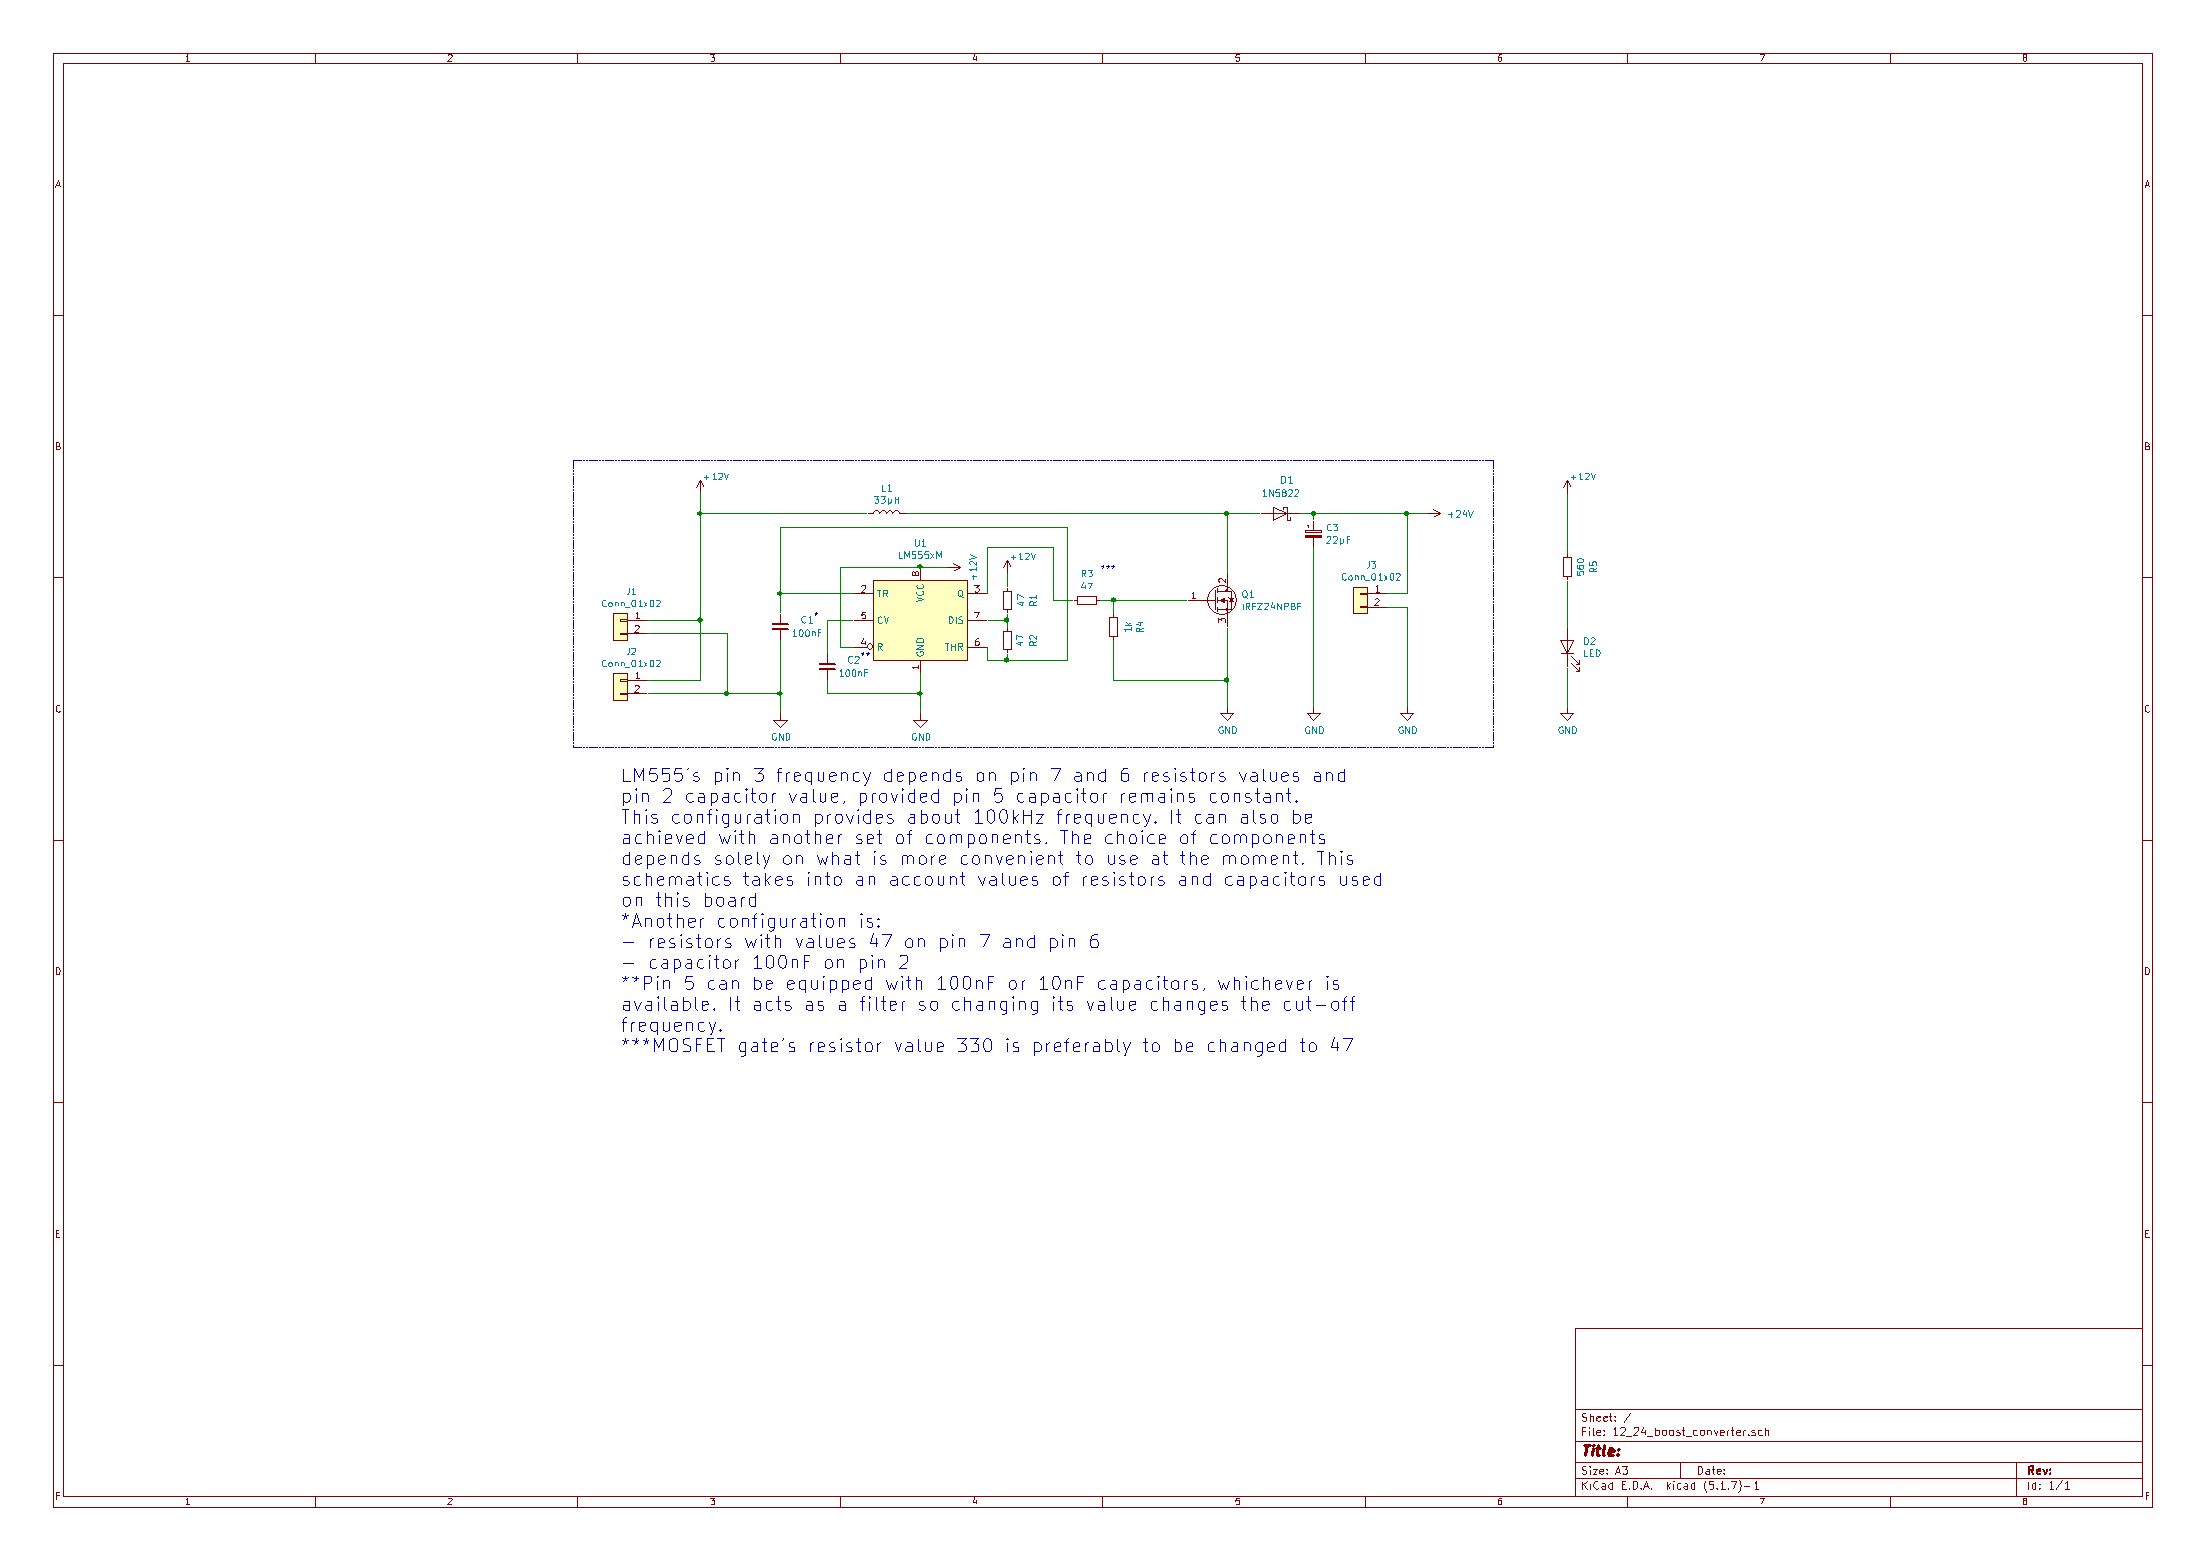 1 2 3 4 5 6 7 8
A A
B B
+12V
L1
33µH
D1
1N5822
+24V
+12V
C3
22µF
U1
LM555xM
+12V
+12V
8
VCC
2 TR
Q 3
5 CV
DIS 7
4 R
THR 6
GND
1
47 R1
47 R2
R3 ***
47
1k R4
1
2
3
Q1
IRFZ24NPBF
J3
Conn_01x02
1
2
560 R5
J1
Conn_01x02
1
2
C1 *
100nF
J2
Conn_01x02
1
2
C2 **
100nF
D2
LED
C C
GND GND GND GND GND GND
LM555's pin 3 frequency depends on pin 7 and 6 resistors values and
pin 2 capacitor value, provided pin 5 capacitor remains constant.
This configuration provides about 100kHz frequency. It can also be
achieved with another set of components. The choice of components
depends solely on what is more convenient to use at the moment. This
schematics takes into an account values of resistors and capacitors used
on this board
*Another configuration is:
- resistors with values 47 on pin 7 and pin 6
- capacitor 100nF on pin 2
**Pin 5 can be equipped with 100nF or 10nF capacitors, whichever is
available. It acts as a filter so changing its value changes the cut-off
frequency.
***MOSFET gate's resistor value 330 is preferably to be changed to 47
D D
E E
Sheet: /
File: 12_24_boost_converter.sch
Title:
Size: A3 Date: Rev:
KiCad E.D.A. kicad (5.1.7)-1 Id: 1/1
F F
1 2 3 4 5 6 7 8